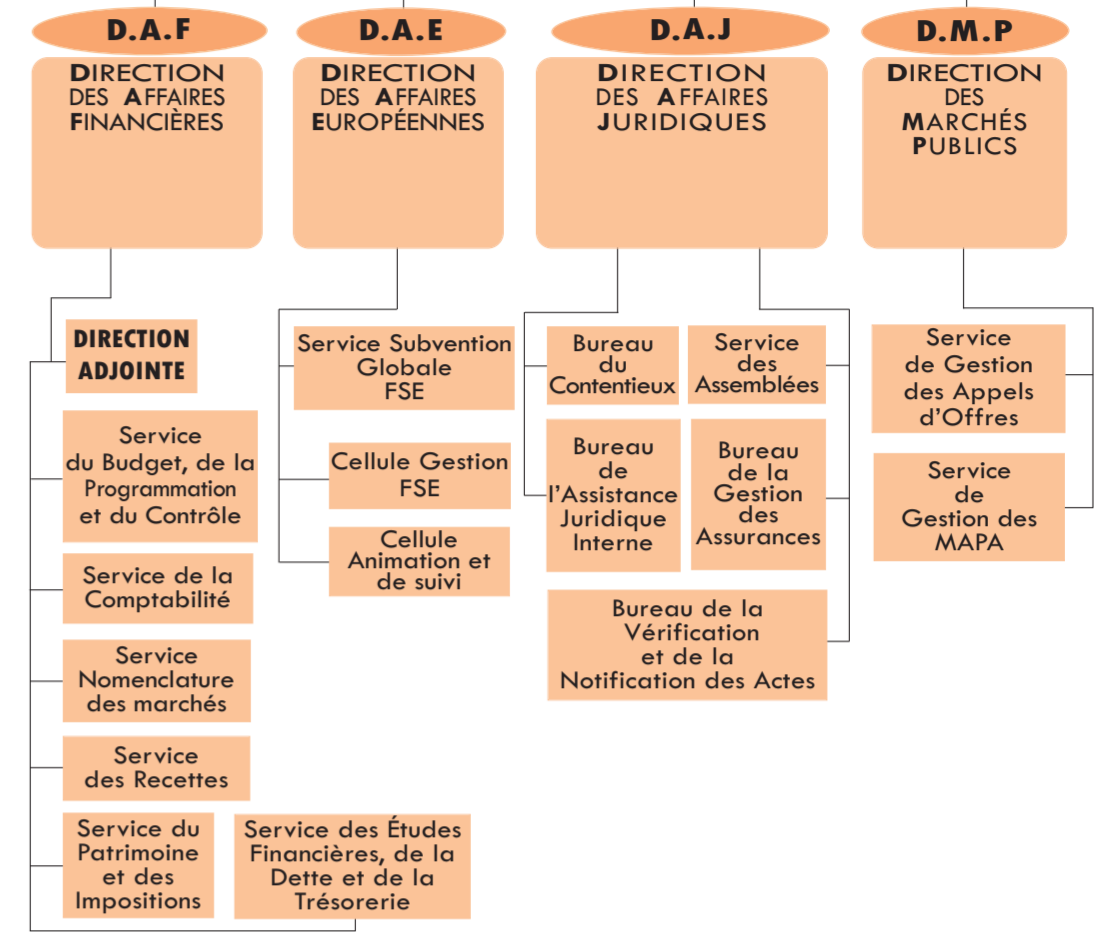 D.A.F
DIRECTION
DES AFFAIRES
FINANCIÈRES
DIRECTION
ADJOINTE
Service
du Budget, de la
Programmation
et du Contrôle
Service de la
Comptabilité
Service
Nomenclature
des marchés
Service
des Recettes
Service du
Patrimoine
et des
Impositions
Service des Études
Financières, de la
Dette et de la
Trésorerie
D.A.E
DIRECTION
DES AFFAIRES
EUROPÉENNES
Service Subvention
Globale
FSE
Cellule Gestion
FSE
Cellule
Animation et
de suivi
D.A.J
DIRECTION
DES AFFAIRES
JURIDIQUES
Bureau
du
Contentieux
Service
des
Assemblées
Bureau
de
l'Assistance
Juridique
Interne
Bureau
de la
Gestion
des
Assurances
Bureau de la
Vérification
et de la
Notification des Actes
D.M.P
DIRECTION
DES
MARCHÉS
PUBLICS
Service
de Gestion
des Appels
d'Offres
Service
de
Gestion des
MAPA